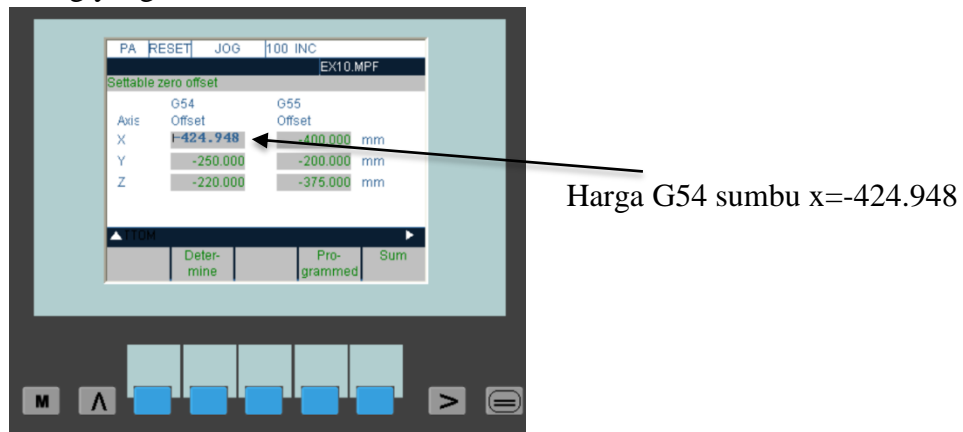 PA RESET JOG 100 INC
EX10.MPF
Settable zero offset
G54 G55
Axis Offset Offset
X -424.948 -400.000 mm
Y -250.000 -200.000 mm
Z -220.000 -375.000 mm
Harga G54 sumbu x=-424.948
Deter- Pro- Sum
mine grammed
M Λ >